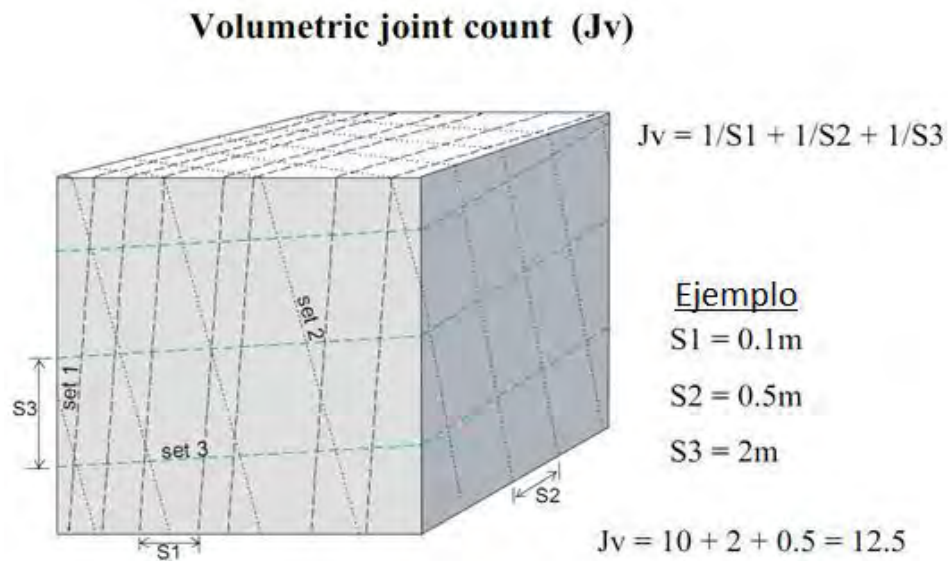 Volumetric joint count (Jv)
Jv = 1/S1 + 1/S2 + 1/S3
set 2
set 1
S3
set 3
S1
S2
Ejemplo
S1 = 0.1m
S2 = 0.5m
S3 = 2m
Jv = 10 + 2 + 0.5 = 12.5